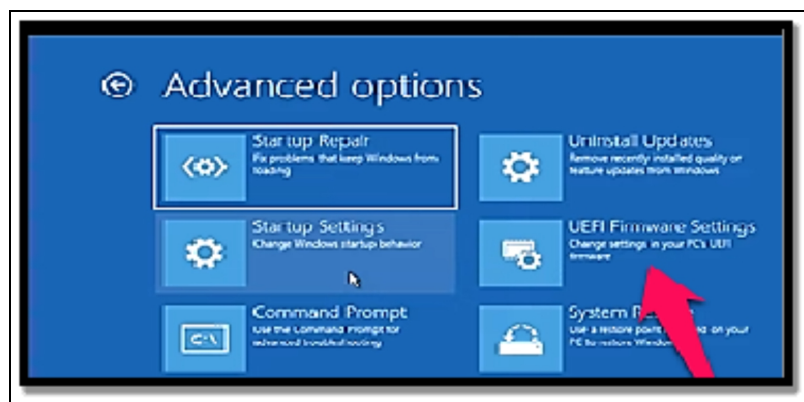 Advanced options
Startup Repair
Fix problems that keep Windows from
loading
Uninstall Updates
Remove recently installed quality or
feature updates from Windows
Startup Settings
Change Windows startup behavior
UEFI Firmware Settings
Change settings in your PC's UEFI
firmware
Command Prompt
Use the Command Prompt for
advanced troubleshooting
C:\
System
Use a restore point on your
PC to restore